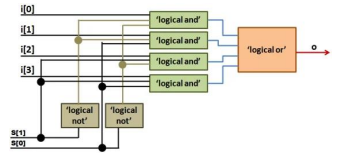 i[0]
'logical and'
i[1]
'logical and'
i[2]
'logical and'
i[3]
'logical and'
'logical or'
o
'logical
not'
'logical
not'
S[1]
S[0]